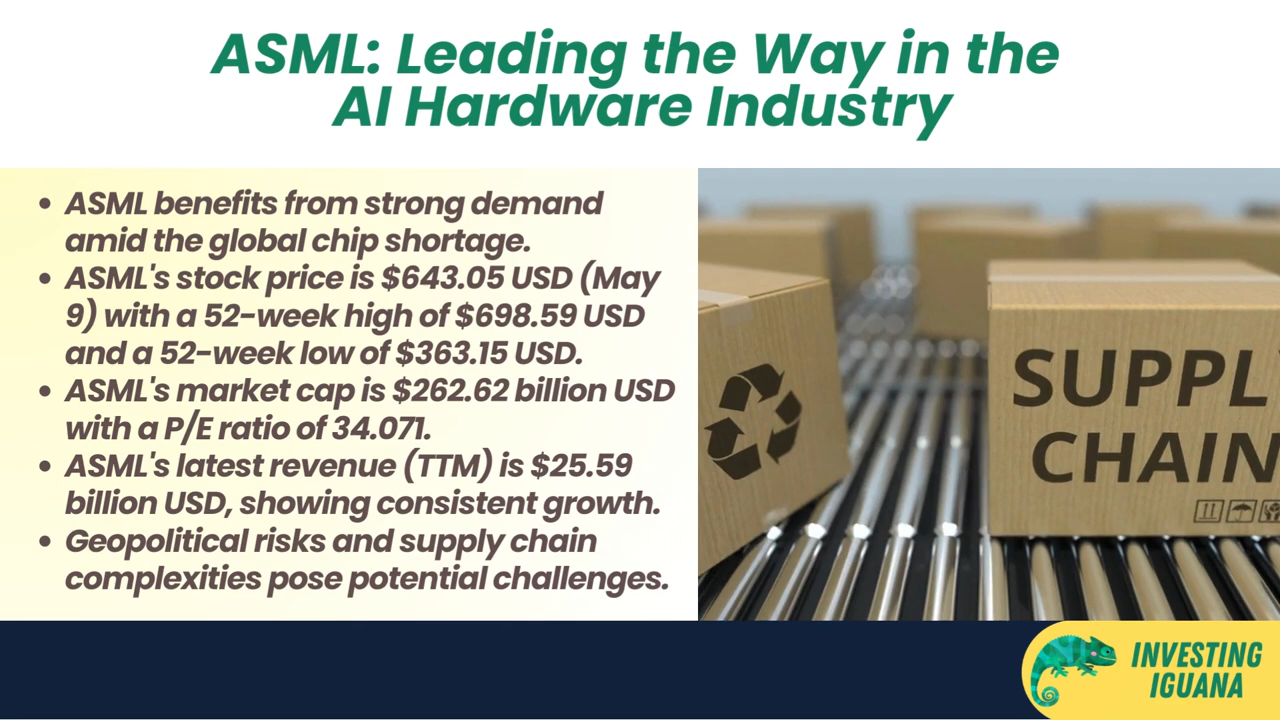 ASML: Leading the Way in the
AI Hardware Industry
• ASML benefits from strong demand
amid the global chip shortage.
• ASML's stock price is $643.05 USD (May
9) with a 52-week high of $698.59 USD
and a 52-week low of $363.15 USD.
• ASML's market cap is $262.62 billion USD
with a P/E ratio of 34.071.
• ASML's latest revenue (TTM) is $25.59
billion USD, showing consistent growth.
• Geopolitical risks and supply chain
complexities pose potential challenges.
SUPPLY
CHAIN
INVESTING
IGUANA